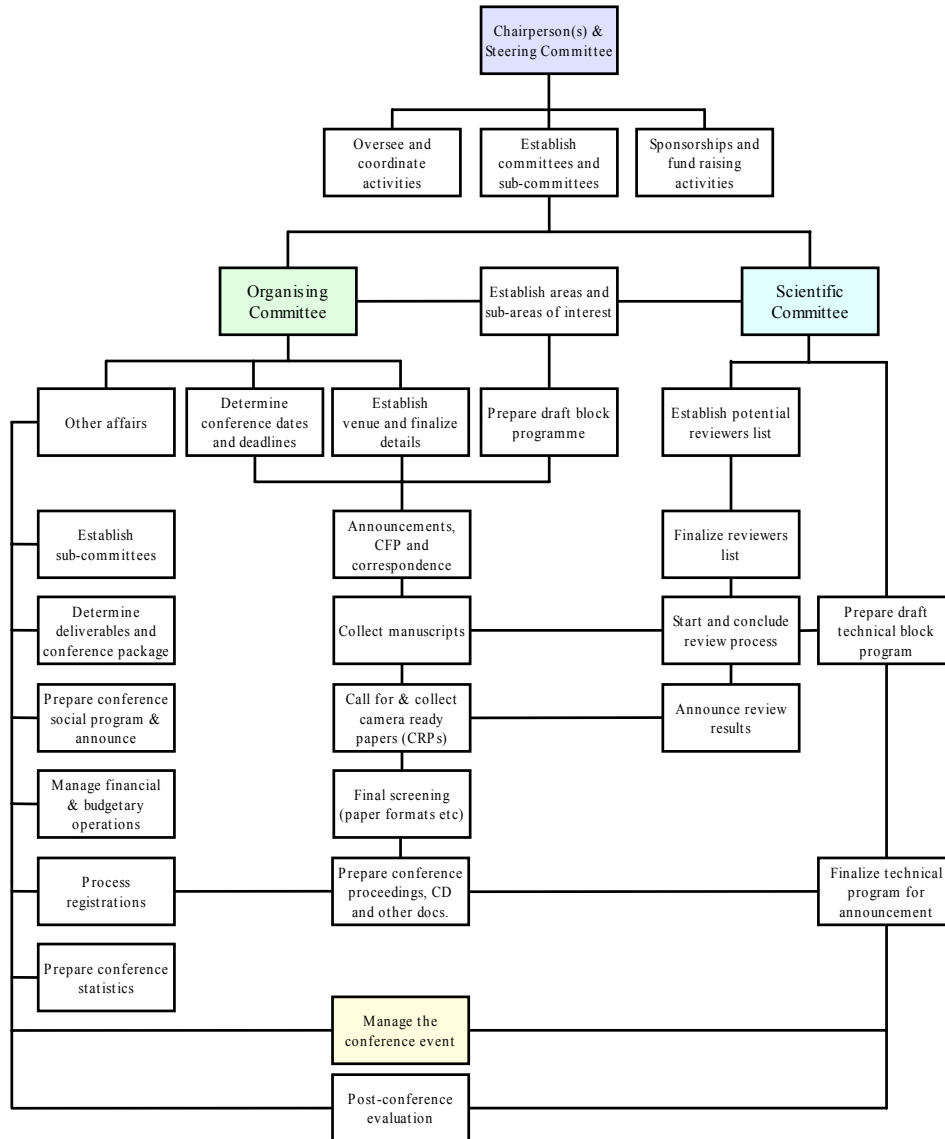 Chairperson(s) &
Steering Committee
Oversee and
coordinate
activities
Establish
committees and
sub-committees
Sponsorships and
fund raising
activities
Organising
Committee
Establish areas and
sub-areas of interest
Scientific
Committee
Other affairs
Determine
conference dates
and deadlines
Establish
venue and finalize
details
Prepare draft block
programme
Establish potential
reviewers list
Establish
sub-committees
Announcements,
CFP and
correspondence
Finalize reviewers
list
Determine
deliverables and
conference package
Collect manuscripts
Start and conclude
review process
Prepare draft
technical block
program
Prepare conference
social program &
announce
Call for & collect
camera ready
papers (CRPs)
Announce review
results
Manage financial
& budgetary
operations
Final screening
(paper formats etc)
Process
registrations
Prepare conference
proceedings, CD
and other docs.
Finalize technical
program for
announcement
Prepare conference
statistics
Manage the
conference event
Post-conference
evaluation